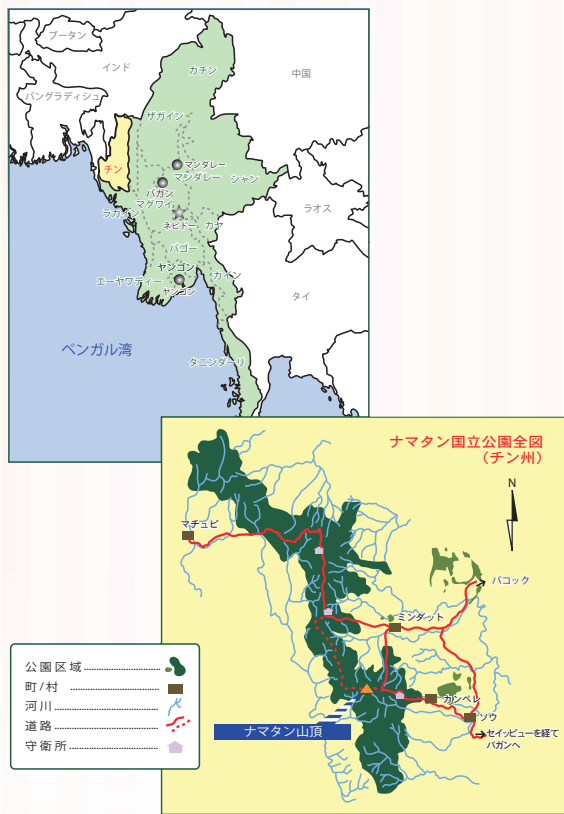 ブータン
インド
カチン
中国
バングラディシュ
ザガイン
チン
マンダレー
マンダレー
シャン
バガン
マグウイ
ラカイン
ネピドー
カヤ
ラオス
バゴー
ヤンゴン
カイン
エーヤワディー
ヤンゴン
タイ
ベンガル湾
タニンダーリ
ナマタン国立公園全図
（チン州）
N
マチュピ
パコック
ミンダット
カンペレ
ソウ
セイッピューを経て
バガンへ
ナマタン山頂
公園区域
町/村
河川
道路
守衛所